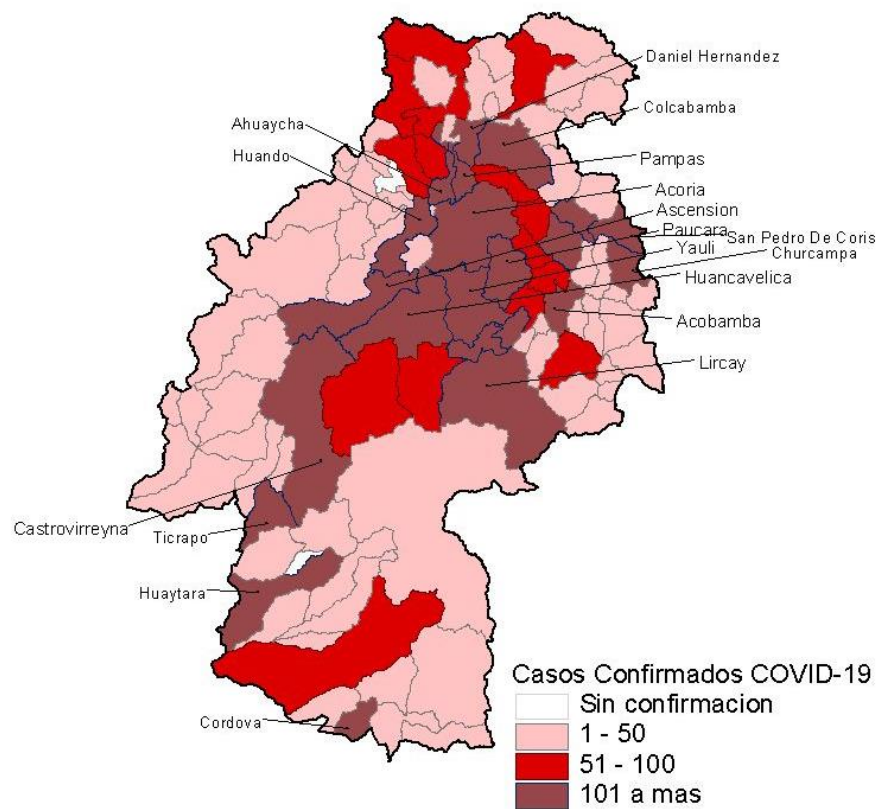 Daniel Hernandez
Colcabamba
Ahuaycha
Huando
Pampas
Acoria
Ascension
Paucara
San Pedro De Coris
Yauli
Churcampa
Huancavelica
Acobamba
Lircay
Castrovirreyna
Ticrapo
Huaytara
Cordova
Casos Confirmados COVID-19
Sin confirmacion
1 - 50
51 - 100
101 a mas